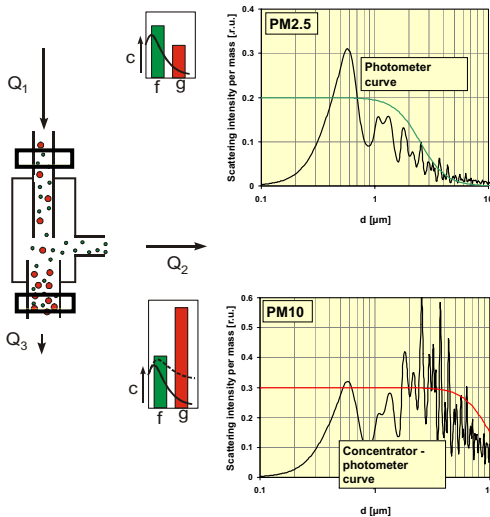 Q1
Q2
Q3
c
f
g
c
f
g
PM2.5
Photometer
curve
Scattering intensity per mass [r.u.]
0.4
0.3
0.2
0.1
0
0.1
1
10
d [µm]
PM10
Concentrator -
photometer
curve
Scattering intensity per mass [r.u.]
0.6
0.5
0.4
0.3
0.2
0.1
0
0.1
1
1
d [µm]